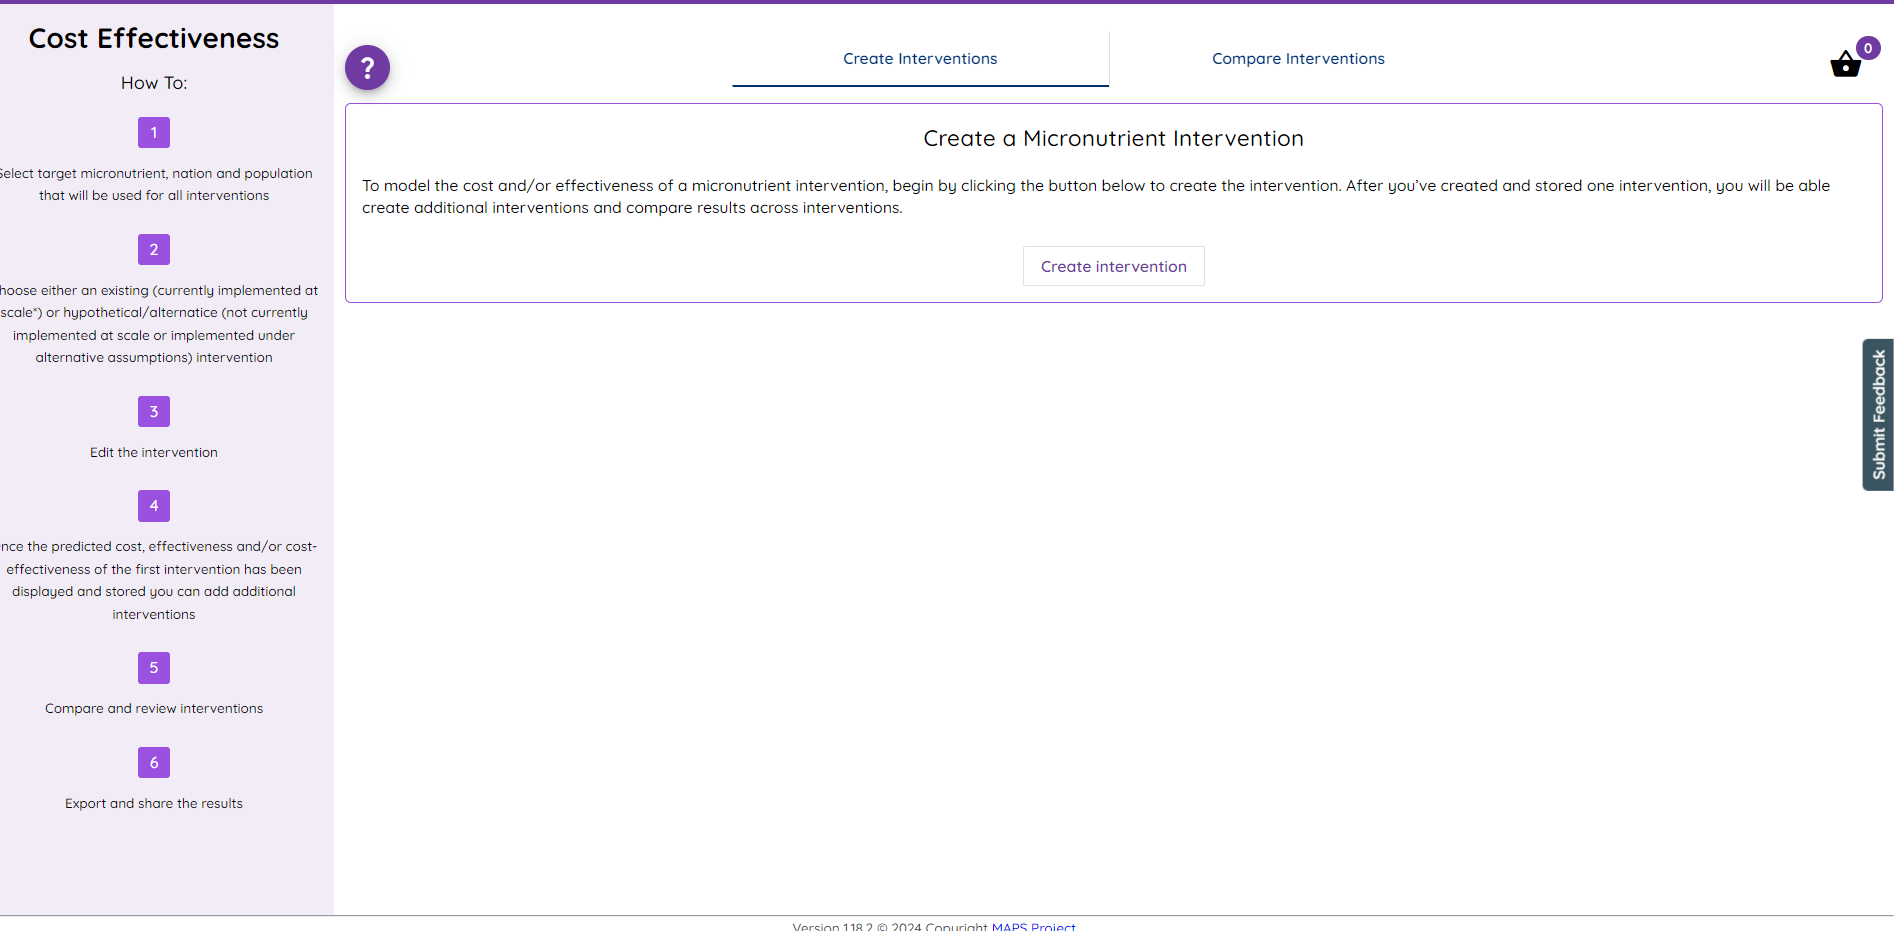 Cost Effectiveness
How To:
1
Select target micronutrient, nation and population
that will be used for all interventions
2
hoose either an existing (currently implemented at
scale*) or hypothetical/alternatice (not currently
implemented at scale or implemented under
alternative assumptions) intervention
3
Edit the intervention
4
nce the predicted cost, effectiveness and/or cost-
effectiveness of the first intervention has been
displayed and stored you can add additional
interventions
5
Compare and review interventions
6
Export and share the results
?
Create Interventions
Compare Interventions
0
Create a Micronutrient Intervention
To model the cost and/or effectiveness of a micronutrient intervention, begin by clicking the button below to create the intervention. After you've created and stored one intervention, you will be able
create additional interventions and compare results across interventions.
Create intervention
Submit Feedback
Version 1.18.2 © 2024 Copyright MAPS Project